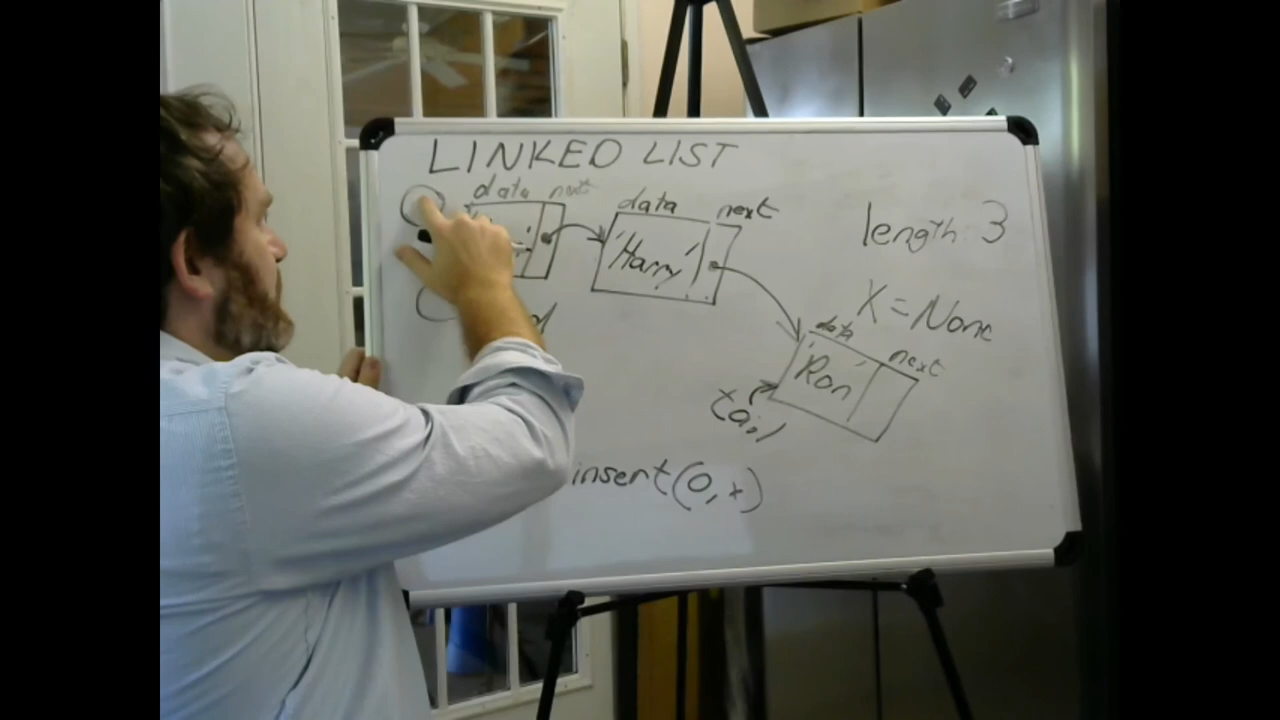 LINKED LIST
data next
data next
length: 3
'Harry'
X = None
data next
'Ron'
tail
insert(0, x)